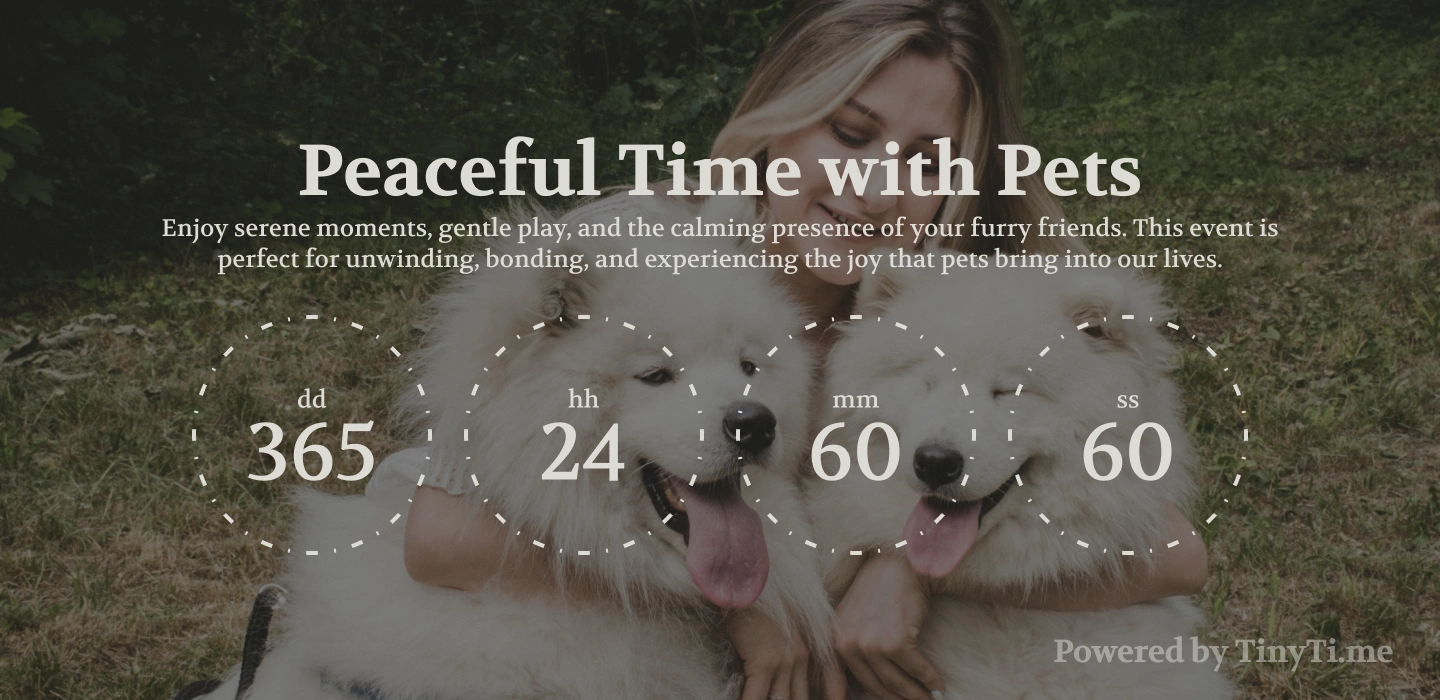 Peaceful Time with Pets
Enjoy serene moments, gentle play, and the calming presence of your furry friends. This event is
perfect for unwinding, bonding, and experiencing the joy that pets bring into our lives.
dd hh mm ss
365 24 60 60
Powered by TinyTi.me